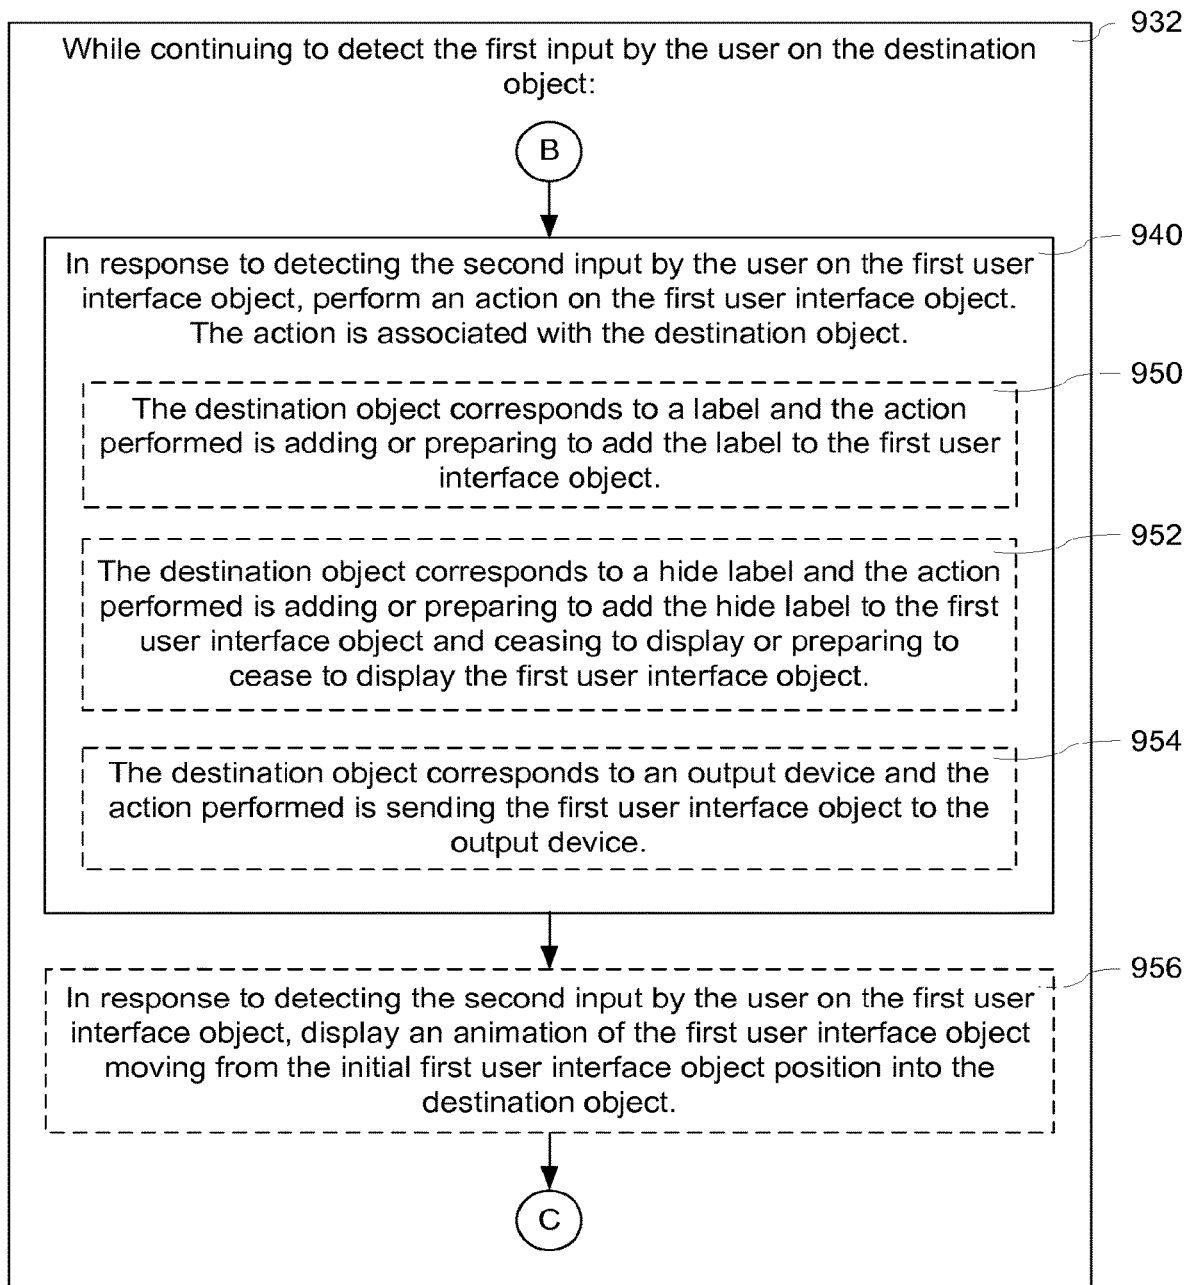 932
While continuing to detect the first input by the user on the destination
object:
B
940
In response to detecting the second input by the user on the first user
interface object, perform an action on the first user interface object.
The action is associated with the destination object.
950
The destination object corresponds to a label and the action
performed is adding or preparing to add the label to the first user
interface object.
952
The destination object corresponds to a hide label and the action
performed is adding or preparing to add the hide label to the first
user interface object and ceasing to display or preparing to
cease to display the first user interface object.
954
The destination object corresponds to an output device and the
action performed is sending the first user interface object to the
output device.
956
In response to detecting the second input by the user on the first user
interface object, display an animation of the first user interface object
moving from the initial first user interface object position into the
destination object.
C